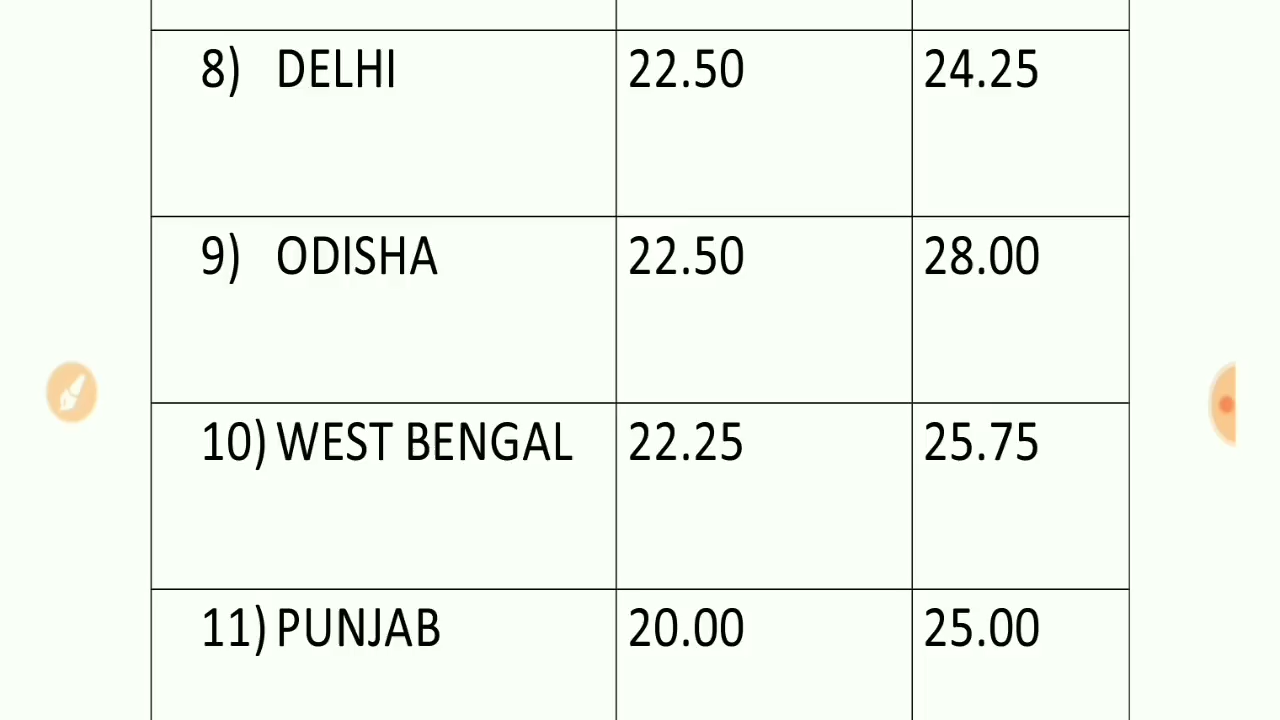 8) DELHI 22.50 24.25
9) ODISHA 22.50 28.00
10) WEST BENGAL 22.25 25.75
11) PUNJAB 20.00 25.00